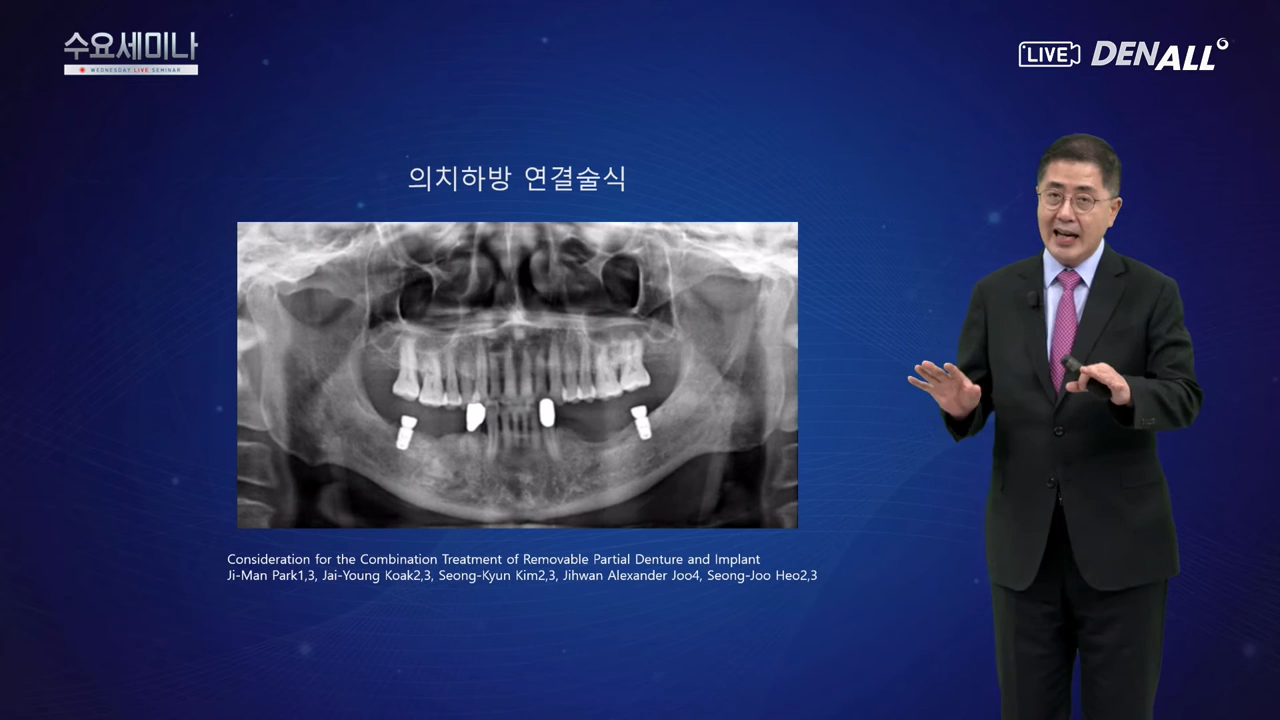 수요세미나
WEDNESDAY LIVE SEMINAR
LIVE DENALL
의치하방 연결술식
Consideration for the Combination Treatment of Removable Partial Denture and Implant
Ji-Man Park1,3, Jai-Young Koak2,3, Seong-Kyun Kim2,3, Jihwan Alexander Joo4, Seong-Joo Heo2,3